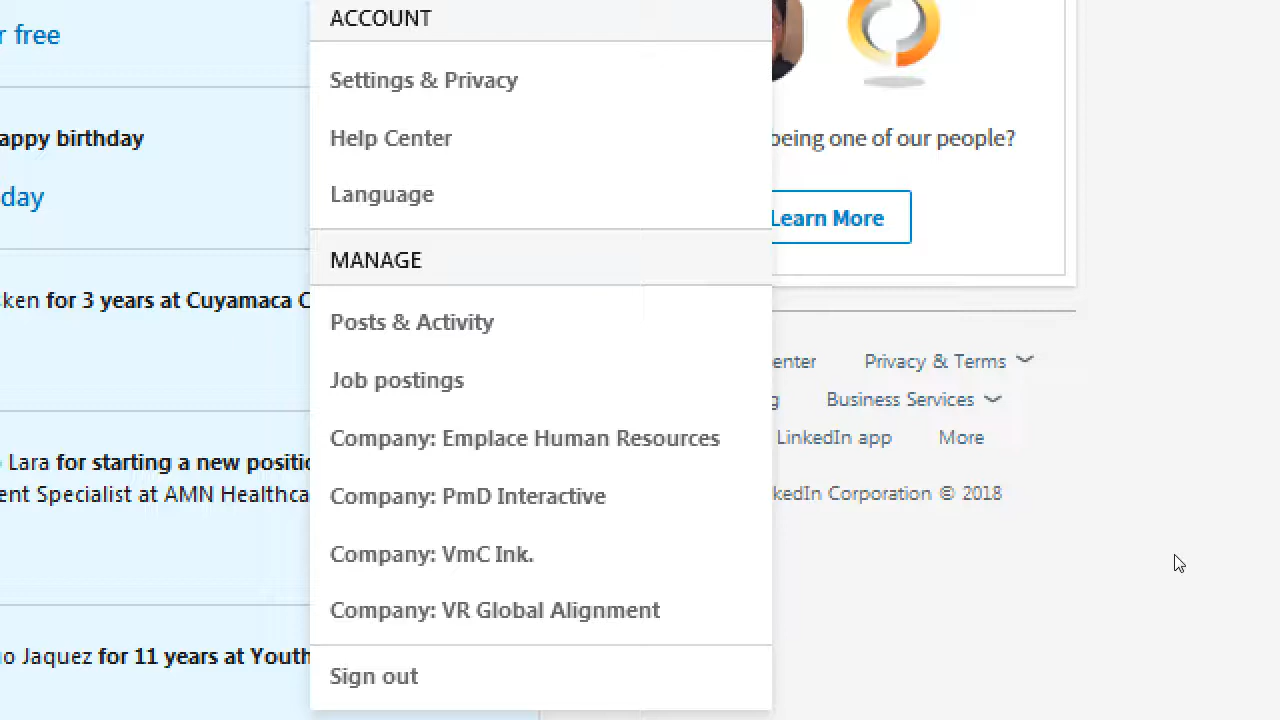 r free
appy birthday
day
ken for 3 years at Cuyamaca C
Lara for starting a new positio
ent Specialist at AMN Healthca
o Jaquez for 11 years at Youth
ACCOUNT
Settings & Privacy
Help Center
Language
MANAGE
Posts & Activity
Job postings
Company: Emplace Human Resources
Company: PmD Interactive
Company: VmC Ink.
Company: VR Global Alignment
Sign out
being one of our people?
Learn More
enter Privacy & Terms
g Business Services
LinkedIn app More
kedIn Corporation © 2018